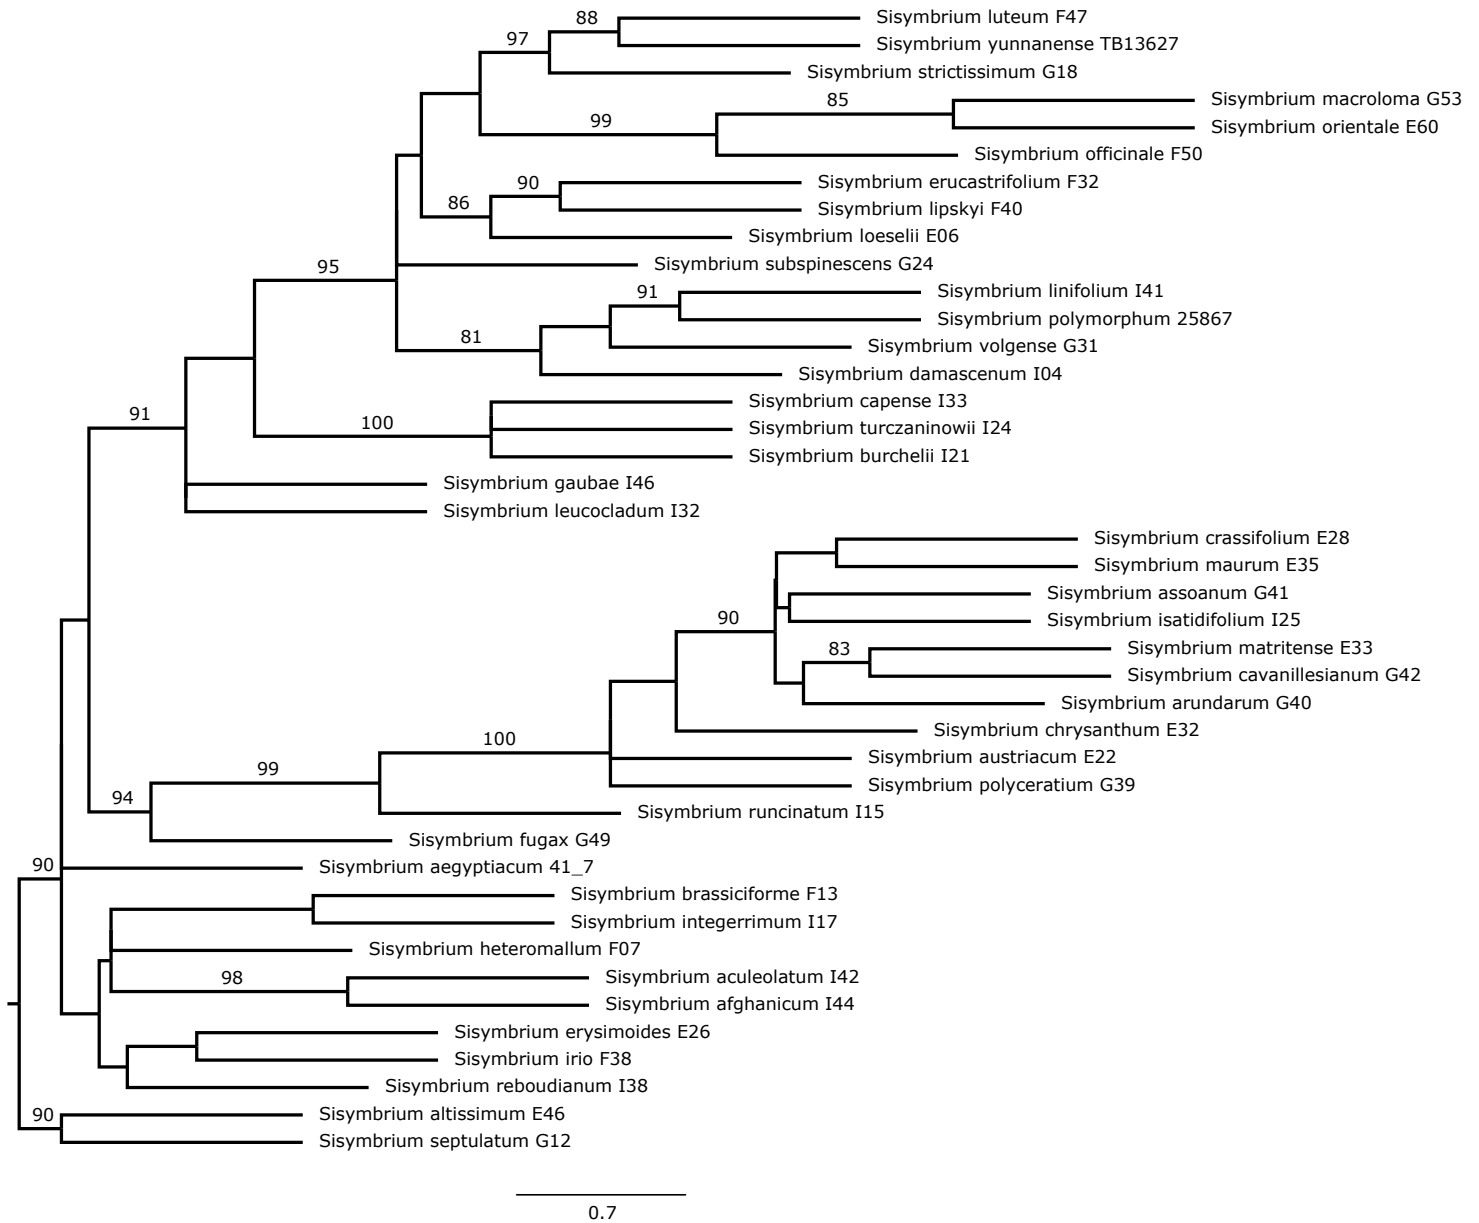 88
Sisymbrium luteum F47
97
Sisymbrium yunnanense TB13627
Sisymbrium strictissimum G18
85
Sisymbrium macroloma G53
99
Sisymbrium orientale E60
Sisymbrium officinale F50
90
Sisymbrium erucastrifolium F32
86
Sisymbrium lipskyi F40
Sisymbrium loeselii E06
95
Sisymbrium subspinescens G24
91
Sisymbrium linifolium I41
Sisymbrium polymorphum 25867
81
Sisymbrium volgense G31
Sisymbrium damascenum I04
Sisymbrium capense I33
91
100
Sisymbrium turczaninowii I24
Sisymbrium burchelii I21
Sisymbrium gaubae I46
Sisymbrium leucocladum I32
Sisymbrium crassifolium E28
Sisymbrium maurum E35
Sisymbrium assoanum G41
90
Sisymbrium isatidifolium I25
83
Sisymbrium matritense E33
Sisymbrium cavanillesianum G42
Sisymbrium arundarum G40
Sisymbrium chrysanthum E32
100
Sisymbrium austriacum E22
99
Sisymbrium polyceratium G39
94
Sisymbrium runcinatum I15
Sisymbrium fugax G49
90
Sisymbrium aegyptiacum 41_7
Sisymbrium brassiciforme F13
Sisymbrium integerrimum I17
Sisymbrium heteromallum F07
98
Sisymbrium aculeolatum I42
Sisymbrium afghanicum I44
Sisymbrium erysimoides E26
Sisymbrium irio F38
Sisymbrium reboudianum I38
90
Sisymbrium altissimum E46
Sisymbrium septulatum G12
0.7